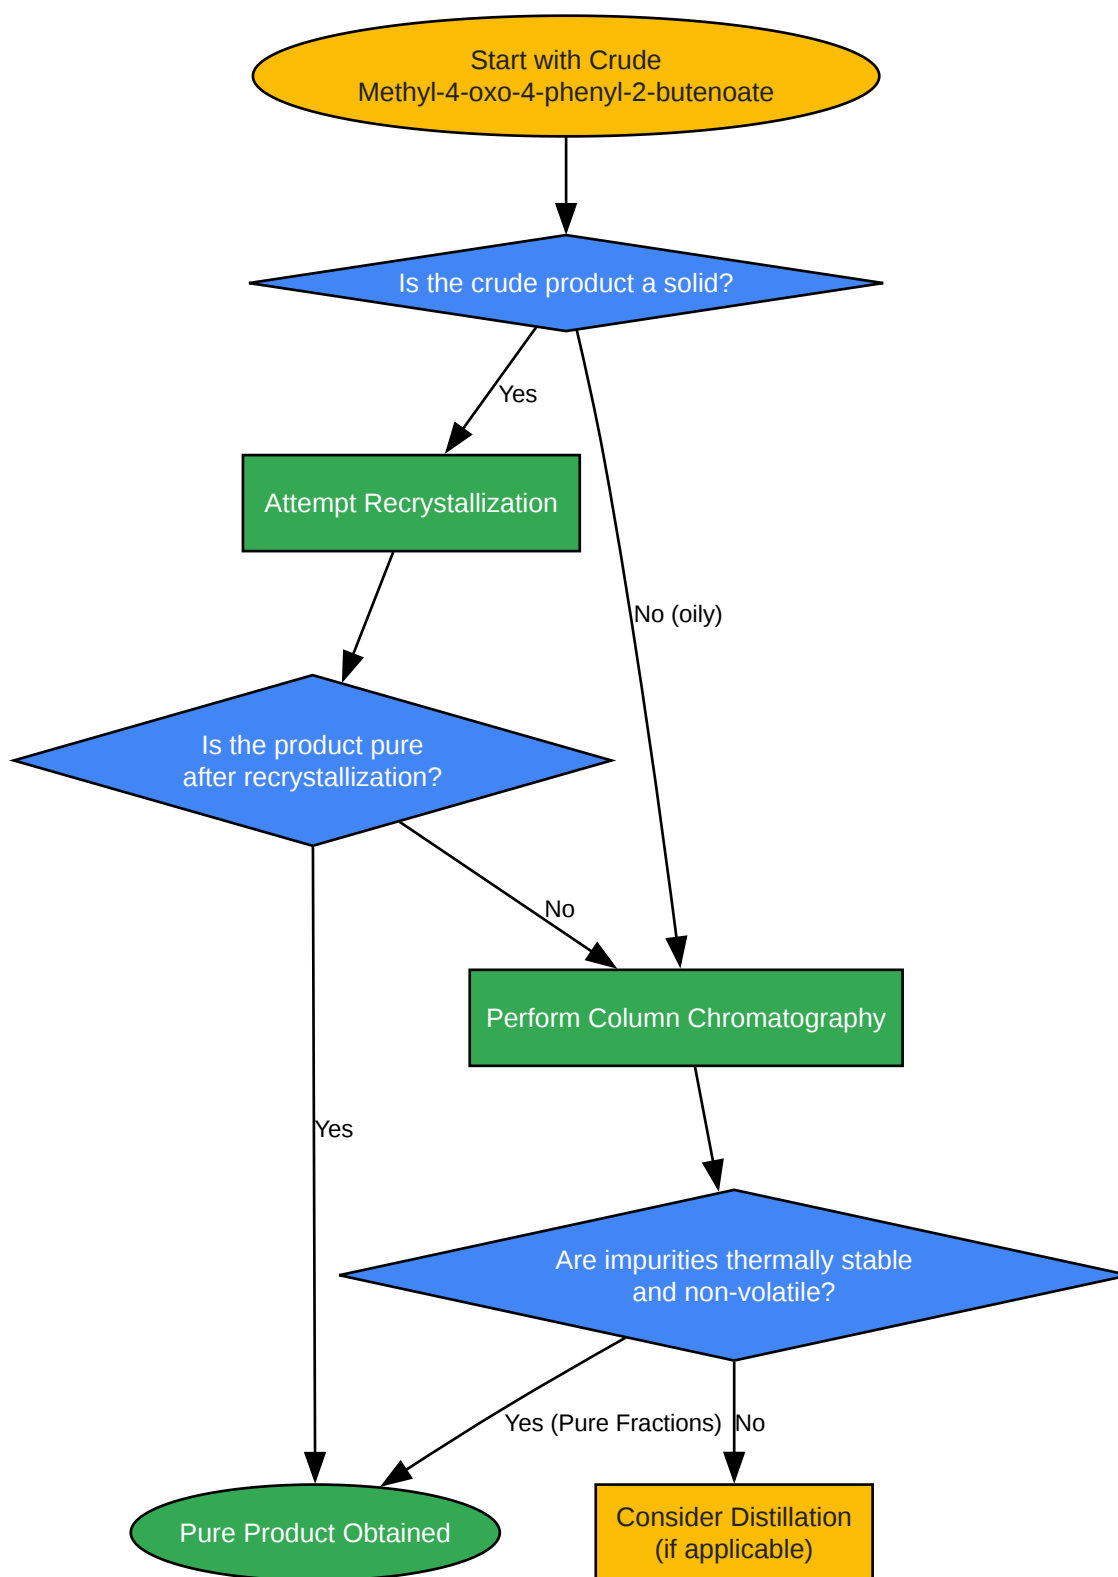 Start with Crude
Methyl-4-oxo-4-phenyl-2-butenoate
Is the crude product a solid?
Yes
Attempt Recrystallization
No (oily)
Is the product pure
after recrystallization?
No
Perform Column Chromatography
Yes
Are impurities thermally stable
and non-volatile?
Yes (Pure Fractions)
No
Pure Product Obtained
Consider Distillation
(if applicable)